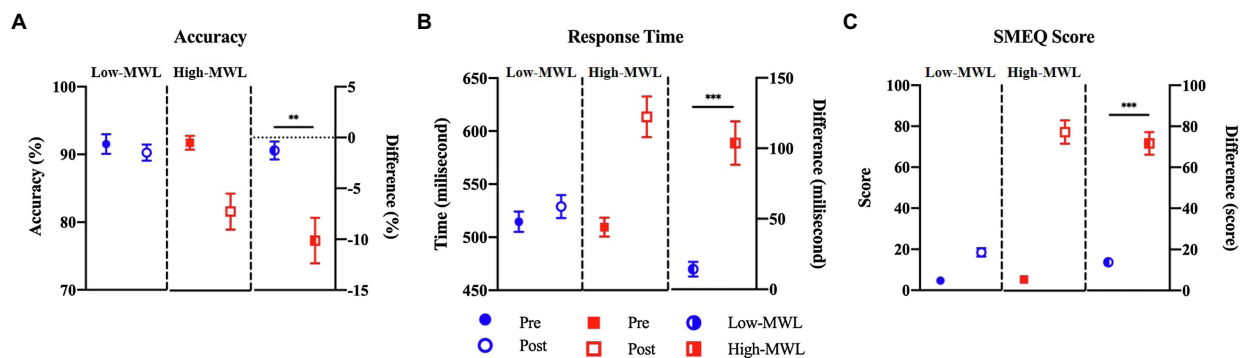 A
Accuracy
Low-MWL
High-MWL
100
90
80
70
Accuracy (%)
**
5
0
-5
-10
-15
Difference (%)
B
Response Time
Low-MWL
High-MWL
650
600
550
500
450
Time (milisecond)
***
150
100
50
0
Difference (milisecond)
C
SMEQ Score
Low-MWL
High-MWL
100
80
60
40
20
0
Score
***
100
80
60
40
20
0
Difference (score)
Pre
Pre
Low-MWL
Post
Post
High-MWL